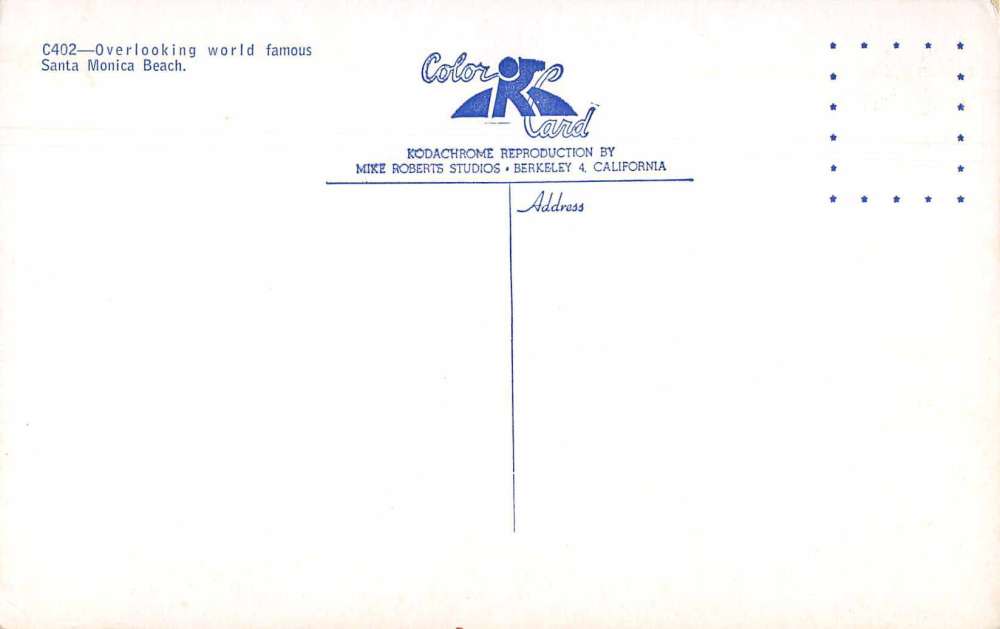 C402—Overlooking world famous
Santa Monica Beach.
Color
Card
KODACHROME REPRODUCTION BY
MIKE ROBERTS STUDIOS • BERKELEY 4, CALIFORNIA
Address